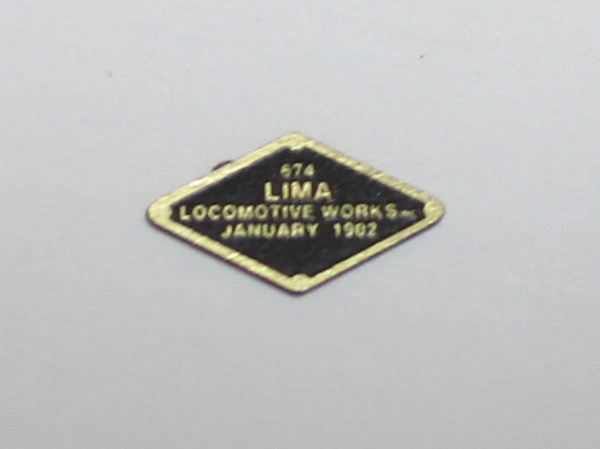 674
LIMA
LOCOMOTIVE WORKS INC
JANUARY 1902